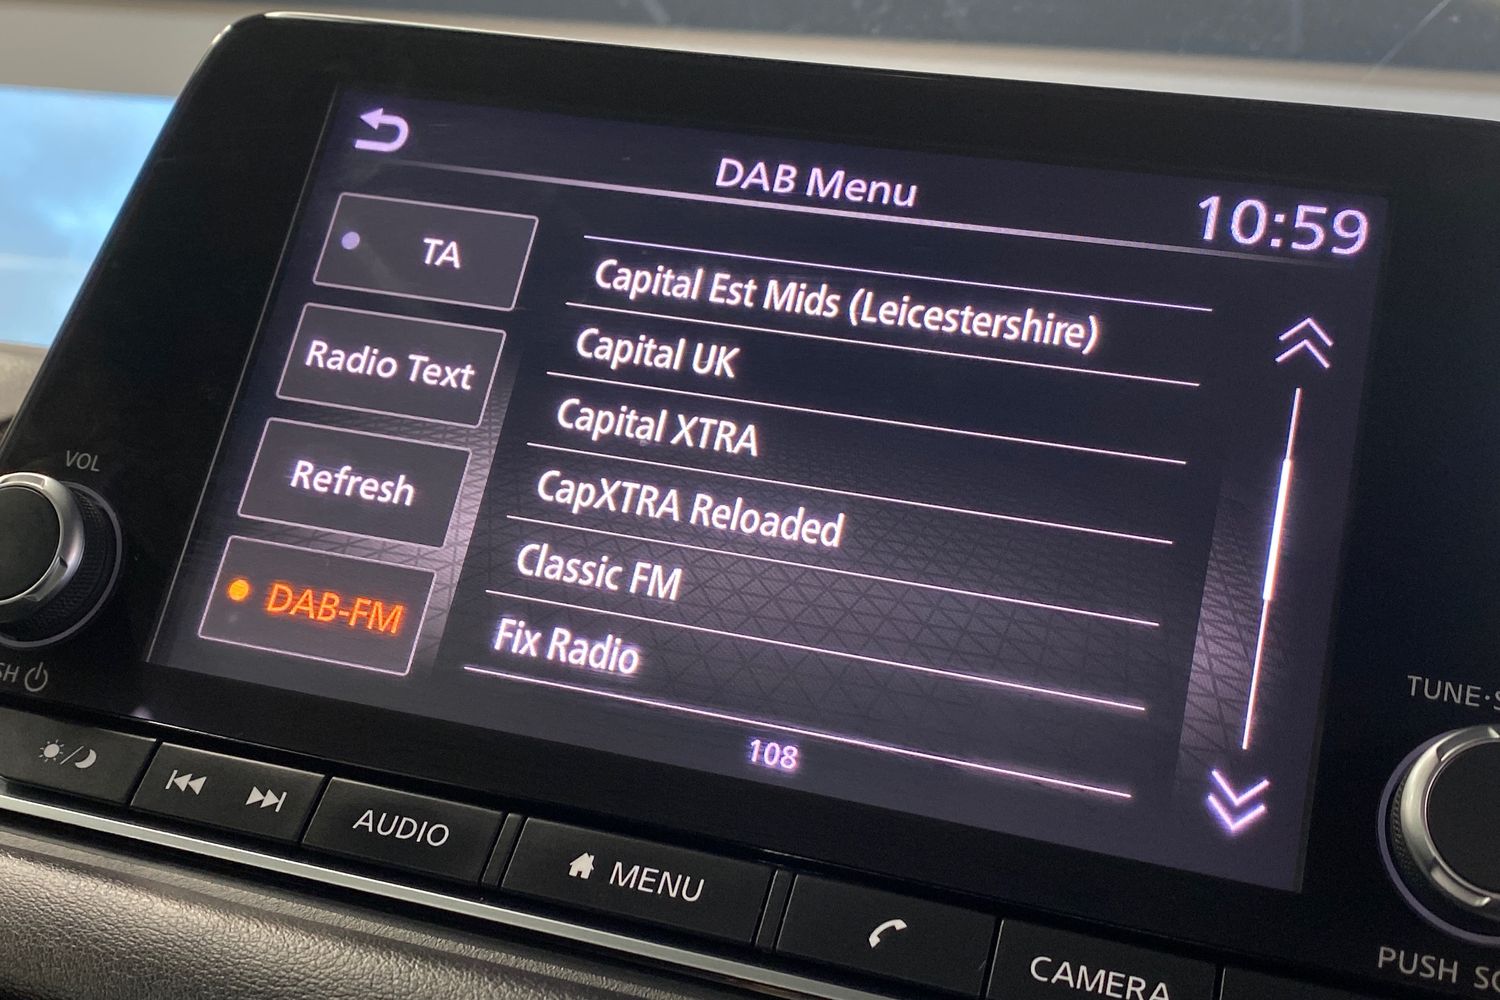 DAB Menu
10:59
TA
Radio Text
Refresh
DAB-FM
Capital Est Mids (Leicestershire)
Capital UK
Capital XTRA
CapXTRA Reloaded
Classic FM
Fix Radio
108
VOL
TUNE·
AUDIO
MENU
CAMERA
PUSH